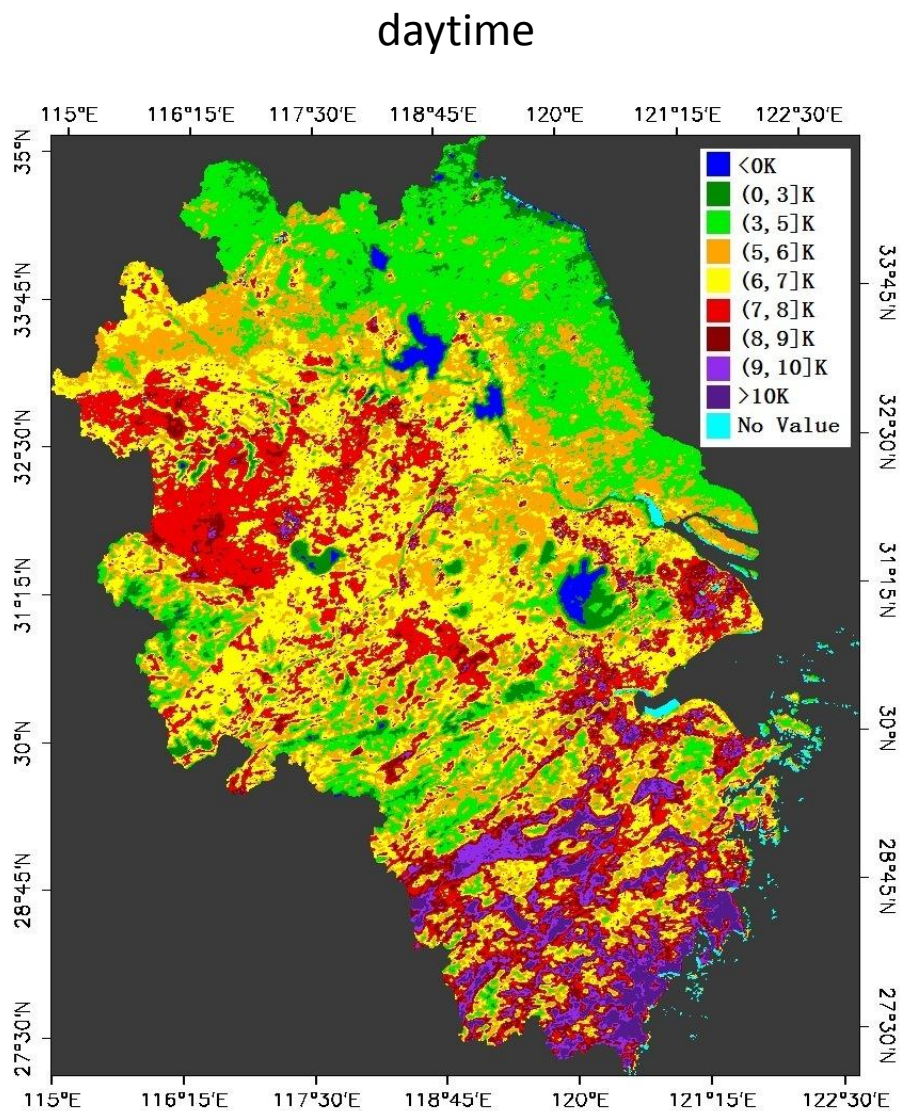 daytime
115°E 116°15'E 117°30'E 118°45'E 120°E 121°15'E 122°30'E
35°N
33°45'N
32°30'N
31°15'N
30°N
28°45'N
27°30'N
<0K
(0, 3]K
(3, 5]K
(5, 6]K
(6, 7]K
(7, 8]K
(8, 9]K
(9, 10]K
>10K
No Value
33°45'N
32°30'N
31°15'N
30°N
28°45'N
27°30'N
115°E 116°15'E 117°30'E 118°45'E 120°E 121°15'E 122°30'E